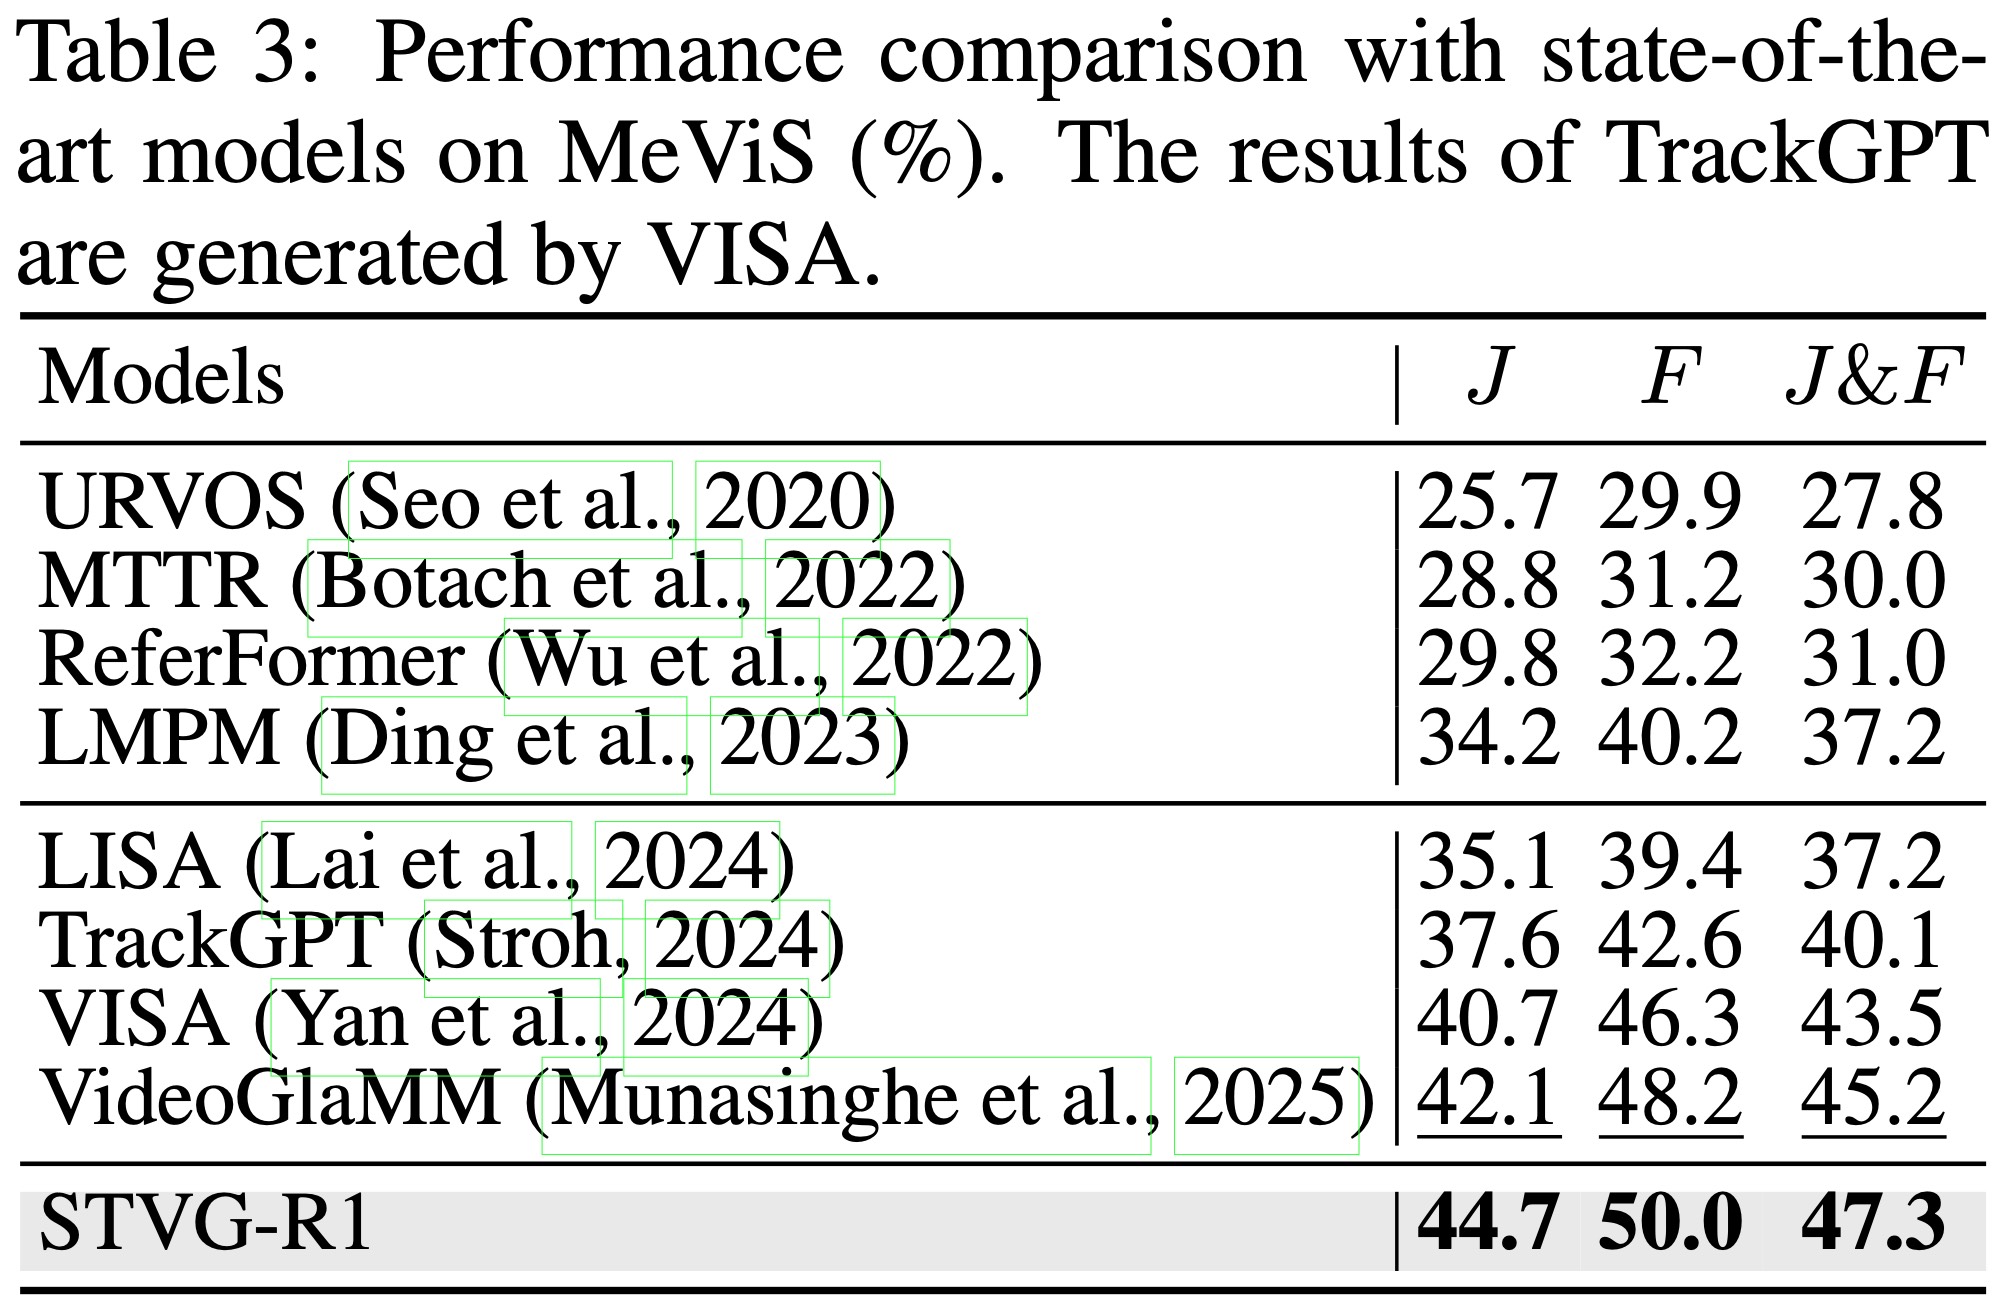 Table 3: Performance comparison with state-of-the-
art models on MeViS (%). The results of TrackGPT
are generated by VISA.
Models J F J&F
URVOS (Seo et al., 2020) 25.7 29.9 27.8
MTTR (Botach et al., 2022) 28.8 31.2 30.0
ReferFormer (Wu et al., 2022) 29.8 32.2 31.0
LMPM (Ding et al., 2023) 34.2 40.2 37.2
LISA (Lai et al., 2024) 35.1 39.4 37.2
TrackGPT (Stroh, 2024) 37.6 42.6 40.1
VISA (Yan et al., 2024) 40.7 46.3 43.5
VideoGlaMM (Munasinghe et al., 2025) 42.1 48.2 45.2
STVG-R1 44.7 50.0 47.3